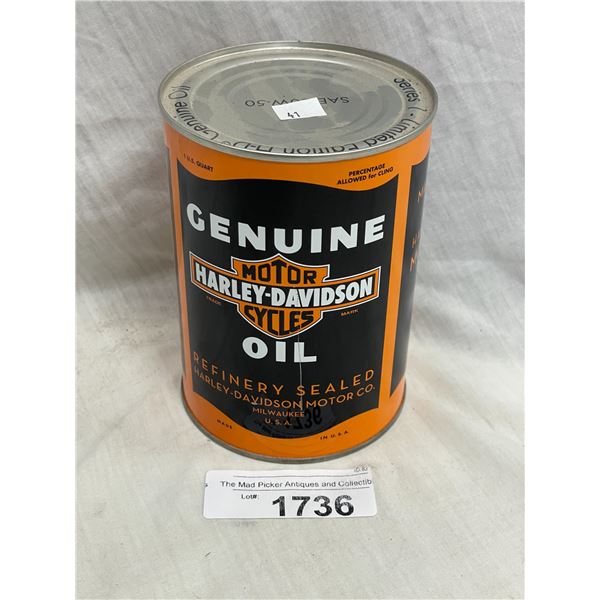 SAE
W-50
41
Series 1 - Limited Edition H-D Genuine Oil
1 U.S. QUART
PERCENTAGE
ALLOWED for CLING
GENUINE
MOTOR
HARLEY-DAVIDSON
CYCLES
TRADE
MARK
OIL
REFINERY SEALED
HARLEY-DAVIDSON MOTOR CO.
MILWAUKEE
U.S.A.
MADE
IN U.S.A.
The Mad Picker Antiques and Collectib
Lot#:
1736